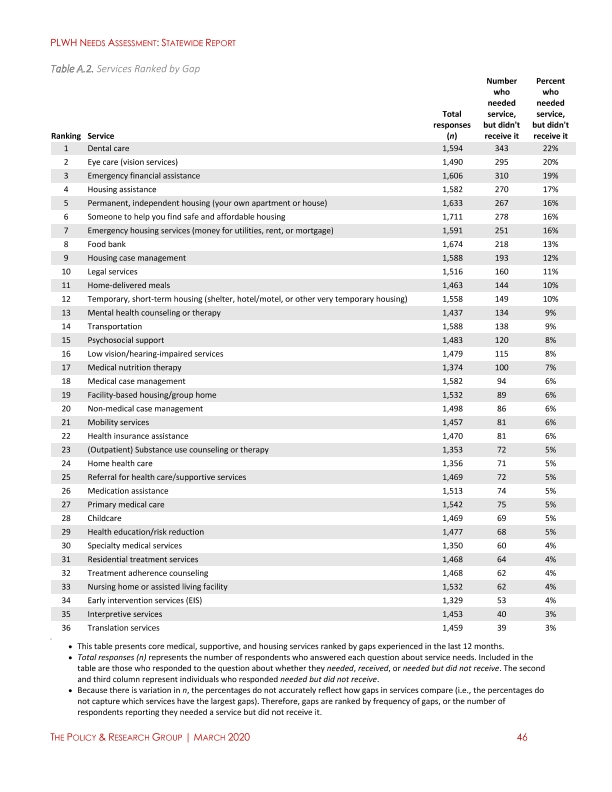 PLWH NEEDS ASSESSMENT: STATEWIDE REPORT
Table A.2. Services Ranked by Gap
Ranking Service Total responses (n) Number who needed service, but didn't receive it Percent who needed service, but didn't receive it
1 Dental care 1,594 343 22%
2 Eye care (vision services) 1,490 295 20%
3 Emergency financial assistance 1,606 310 19%
4 Housing assistance 1,582 270 17%
5 Permanent, independent housing (your own apartment or house) 1,633 267 16%
6 Someone to help you find safe and affordable housing 1,711 278 16%
7 Emergency housing services (money for utilities, rent, or mortgage) 1,591 251 16%
8 Food bank 1,674 218 13%
9 Housing case management 1,588 193 12%
10 Legal services 1,516 160 11%
11 Home-delivered meals 1,463 144 10%
12 Temporary, short-term housing (shelter, hotel/motel, or other very temporary housing) 1,558 149 10%
13 Mental health counseling or therapy 1,437 134 9%
14 Transportation 1,588 138 9%
15 Psychosocial support 1,483 120 8%
16 Low vision/hearing-impaired services 1,479 115 8%
17 Medical nutrition therapy 1,374 100 7%
18 Medical case management 1,582 94 6%
19 Facility-based housing/group home 1,532 89 6%
20 Non-medical case management 1,498 86 6%
21 Mobility services 1,457 81 6%
22 Health insurance assistance 1,470 81 6%
23 (Outpatient) Substance use counseling or therapy 1,353 72 5%
24 Home health care 1,356 71 5%
25 Referral for health care/supportive services 1,469 72 5%
26 Medication assistance 1,513 74 5%
27 Primary medical care 1,542 75 5%
28 Childcare 1,469 69 5%
29 Health education/risk reduction 1,477 68 5%
30 Specialty medical services 1,350 60 4%
31 Residential treatment services 1,468 64 4%
32 Treatment adherence counseling 1,468 62 4%
33 Nursing home or assisted living facility 1,532 62 4%
34 Early intervention services (EIS) 1,329 53 4%
35 Interpretive services 1,453 40 3%
36 Translation services 1,459 39 3%
• This table presents core medical, supportive, and housing services ranked by gaps experienced in the last 12 months.
• Total responses (n) represents the number of respondents who answered each question about service needs. Included in the
table are those who responded to the question about whether they needed, received, or needed but did not receive. The second
and third column represent individuals who responded needed but did not receive.
• Because there is variation in n, the percentages do not accurately reflect how gaps in services compare (i.e., the percentages do
not capture which services have the largest gaps). Therefore, gaps are ranked by frequency of gaps, or the number of
respondents reporting they needed a service but did not receive it.
THE POLICY & RESEARCH GROUP | MARCH 2020 46